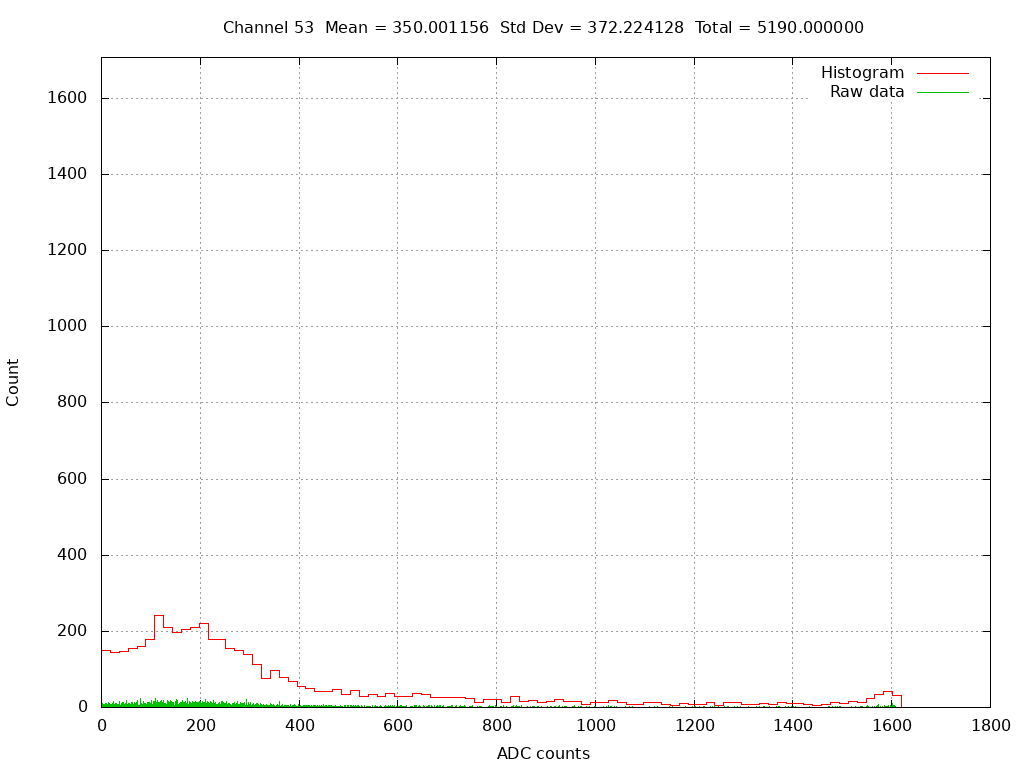 Channel 53  Mean = 350.001156  Std Dev = 372.224128  Total = 5190.000000
Histogram
Raw data
1600
1400
1200
1000
800
600
400
200
0
Count
0 200 400 600 800 1000 1200 1400 1600 1800
ADC counts